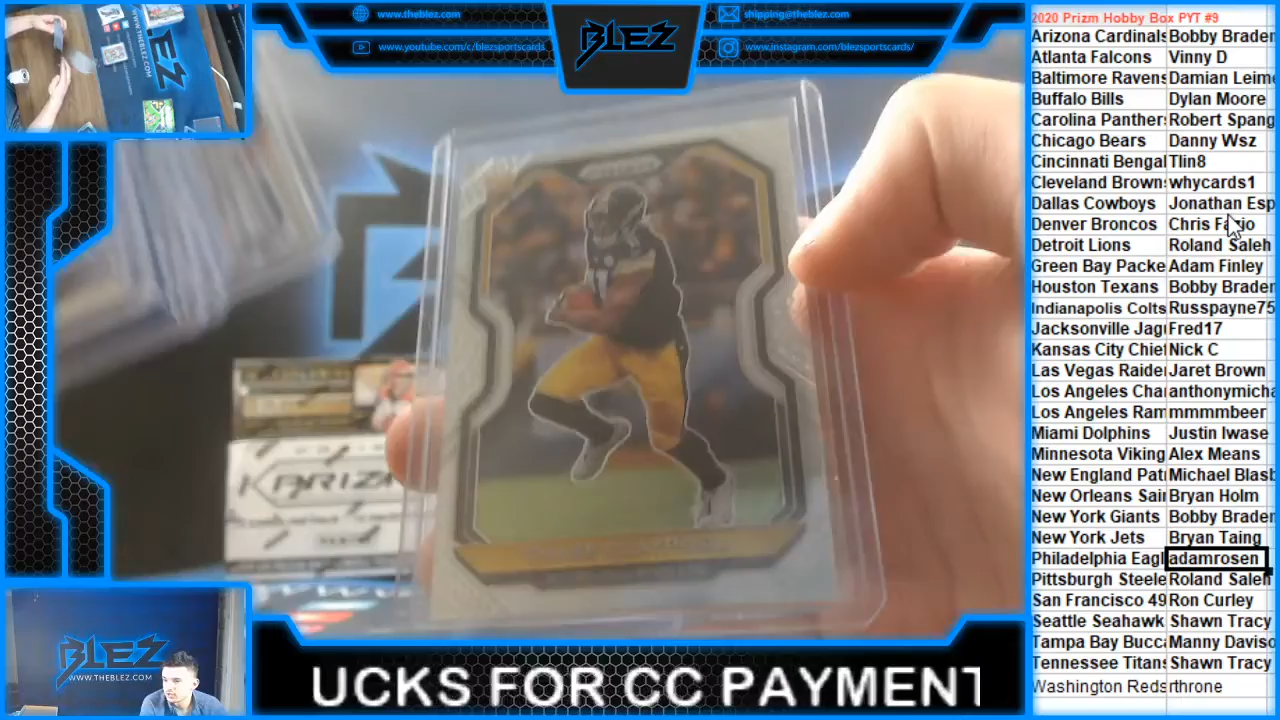 www.theblez.com
shipping@theblez.com
www.youtube.com/c/blezsportscards
www.instagram.com/blezsportscards/
BLEZ
BLEZ
WWW.THEBLEZ.COM
BLEZ
WWW.THEBLEZ.COM
KARIZM
UCKS FOR CC PAYMENT
2020 Prizm Hobby Box PYT #9
Arizona Cardinals Bobby Braden
Atlanta Falcons Vinny D
Baltimore Ravens Damian Leim
Buffalo Bills Dylan Moore
Carolina Panthers Robert Spang
Chicago Bears Danny Wsz
Cincinnati Bengal Tlin8
Cleveland Browns whycards1
Dallas Cowboys Jonathan Esp
Denver Broncos Chris
Detroit Lions Roland Saleh
Green Bay Packe Adam Finley
Houston Texans Bobby Braden
Indianapolis Colts Russpayne75
Jacksonville Jag Fred17
Kansas City Chief Nick C
Las Vegas Raide Jaret Brown
Los Angeles Cha anthonymicha
Los Angeles Ram mmmmbeer
Miami Dolphins Justin Iwase
Minnesota Viking Alex Means
New England Pat Michael Blasb
New Orleans Sai Bryan Holm
New York Giants Bobby Braden
New York Jets Bryan Taing
Philadelphia Eagl adamrosen
Pittsburgh Steele Roland Saleh
San Francisco 49 Ron Curley
Seattle Seahawk Shawn Tracy
Tampa Bay Bucc Manny Daviso
Tennessee Titans Shawn Tracy
Washington Reds rthrone